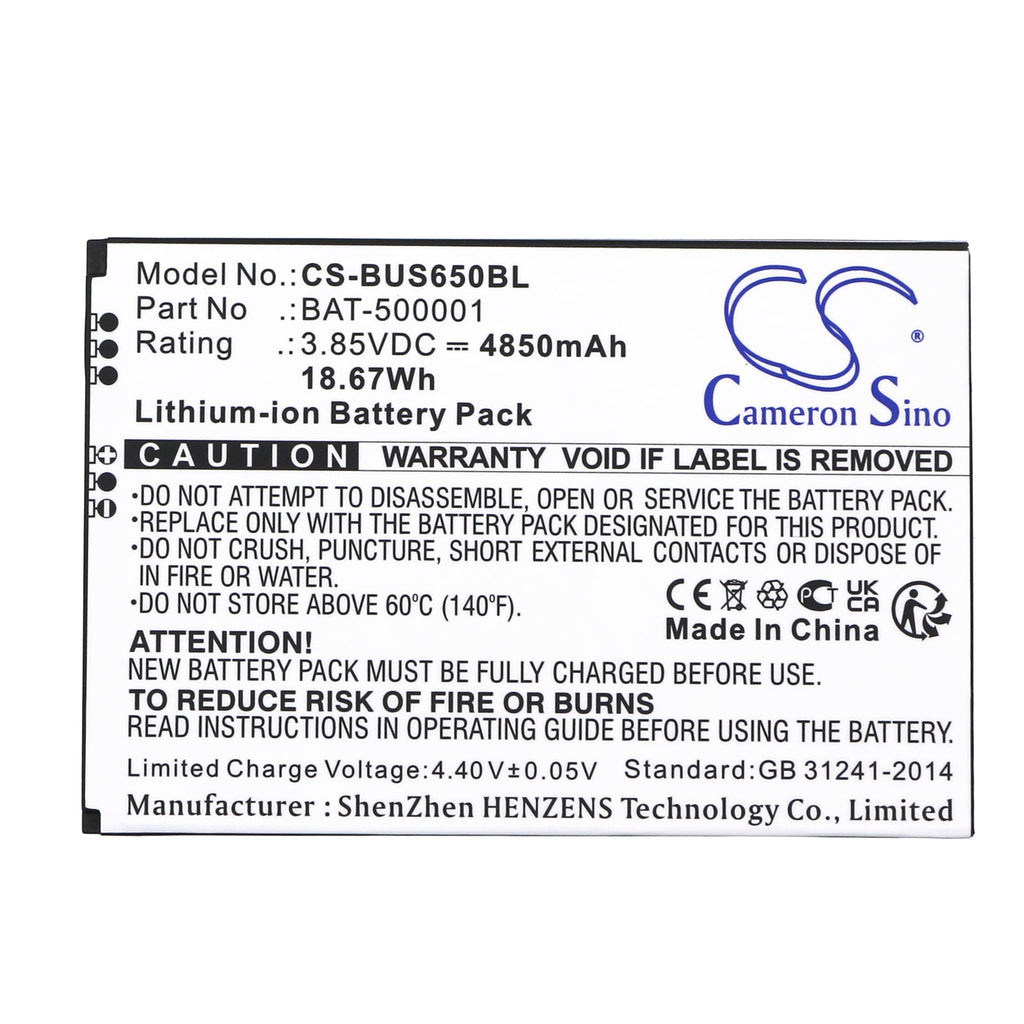 Model No.: CS-BUS650BL
Part No .: BAT-500001
Rating .: 3.85VDC ⎓ 4850mAh
18.67Wh
Lithium-ion Battery Pack
CS ®
Cameron Sino
CAUTION WARRANTY VOID IF LABEL IS REMOVED
·DO NOT ATTEMPT TO DISASSEMBLE, OPEN OR SERVICE THE BATTERY PACK.
·REPLACE ONLY WITH THE BATTERY PACK DESIGNATED FOR THIS PRODUCT.
·DO NOT CRUSH, PUNCTURE, SHORT EXTERNAL CONTACTS OR DISPOSE OF
IN FIRE OR WATER.
·DO NOT STORE ABOVE 60°C (140°F).
CE PCT UKCA
Made In China
ATTENTION!
NEW BATTERY PACK MUST BE FULLY CHARGED BEFORE USE.
TO REDUCE RISK OF FIRE OR BURNS
READ INSTRUCTIONS IN OPERATING GUIDE BEFORE USING THE BATTERY.
Limited Charge Voltage:4.40V±0.05V Standard:GB 31241-2014
Manufacturer : ShenZhen HENZENS Technology Co., Limited